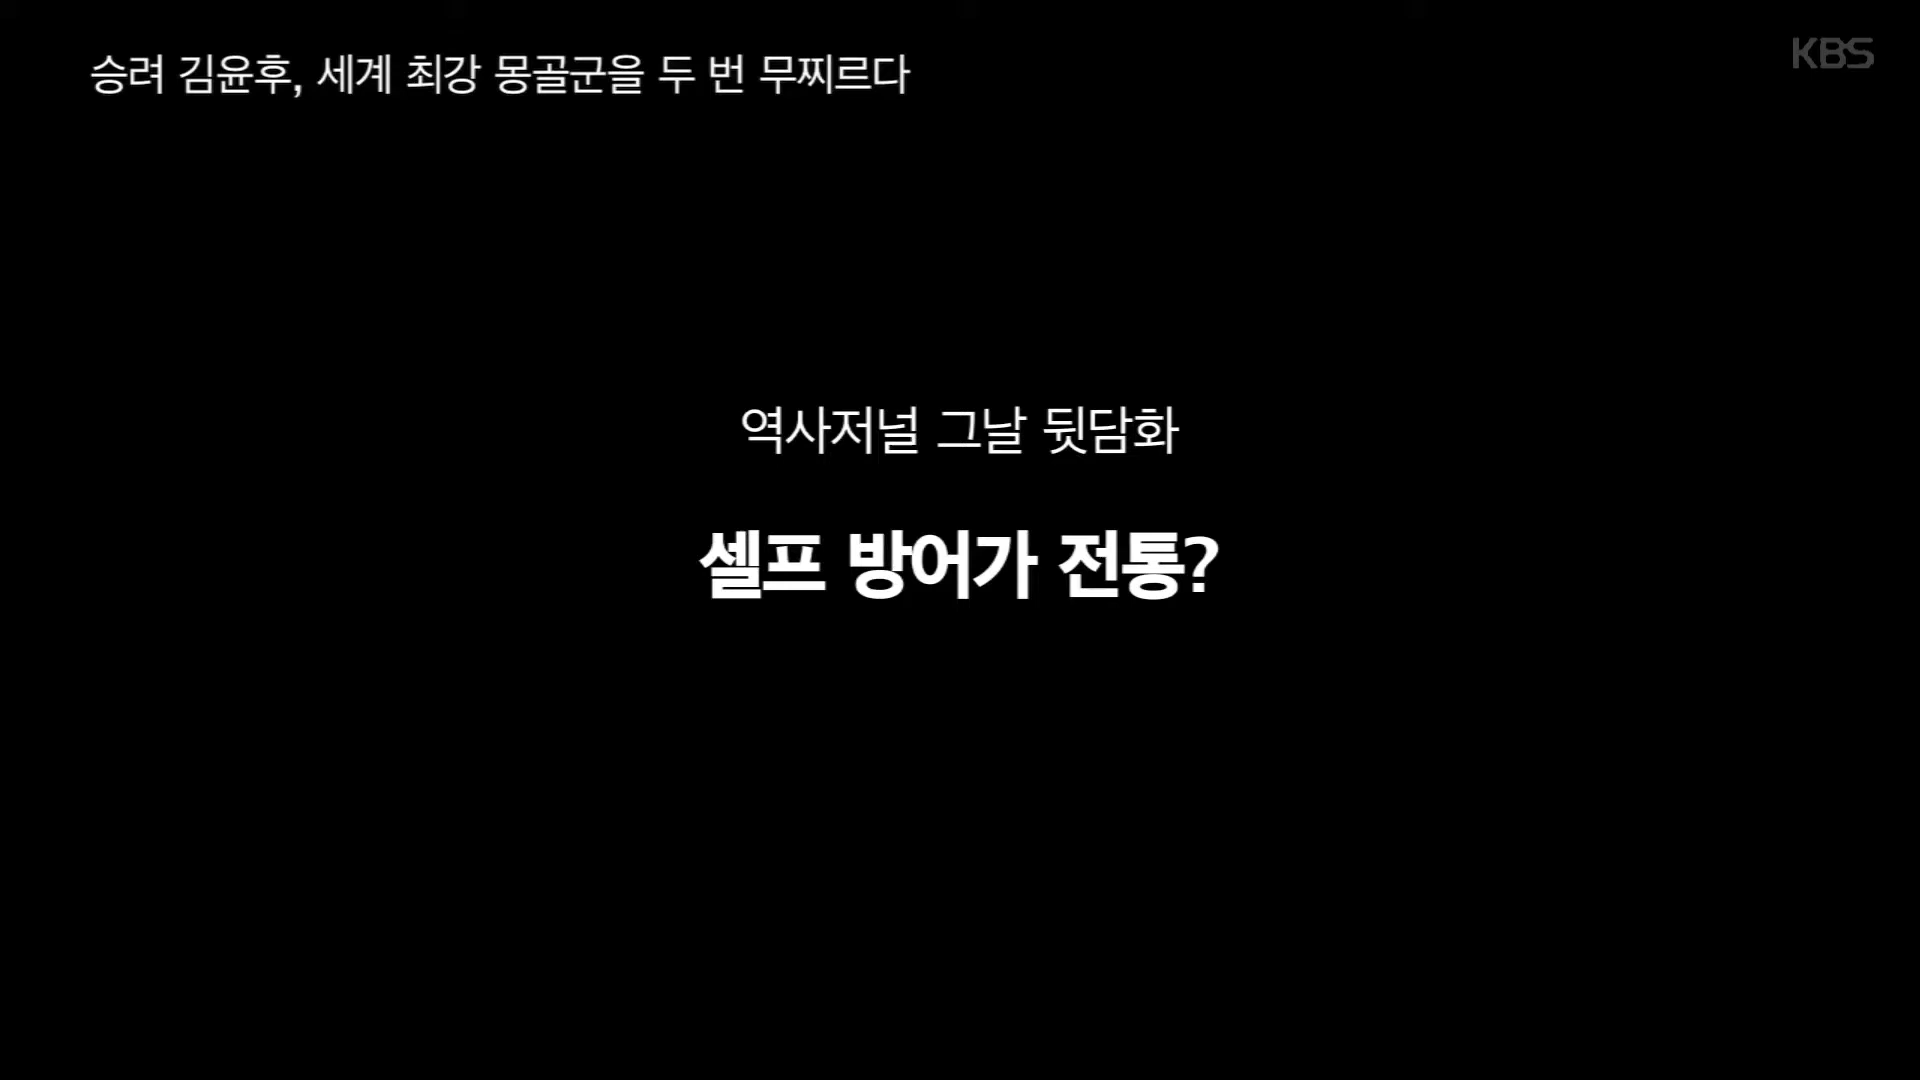 승려 김윤후, 세계 최강 몽골군을 두 번 무찌르다
KBS
역사저널 그날 뒷담화
셀프 방어가 전통?